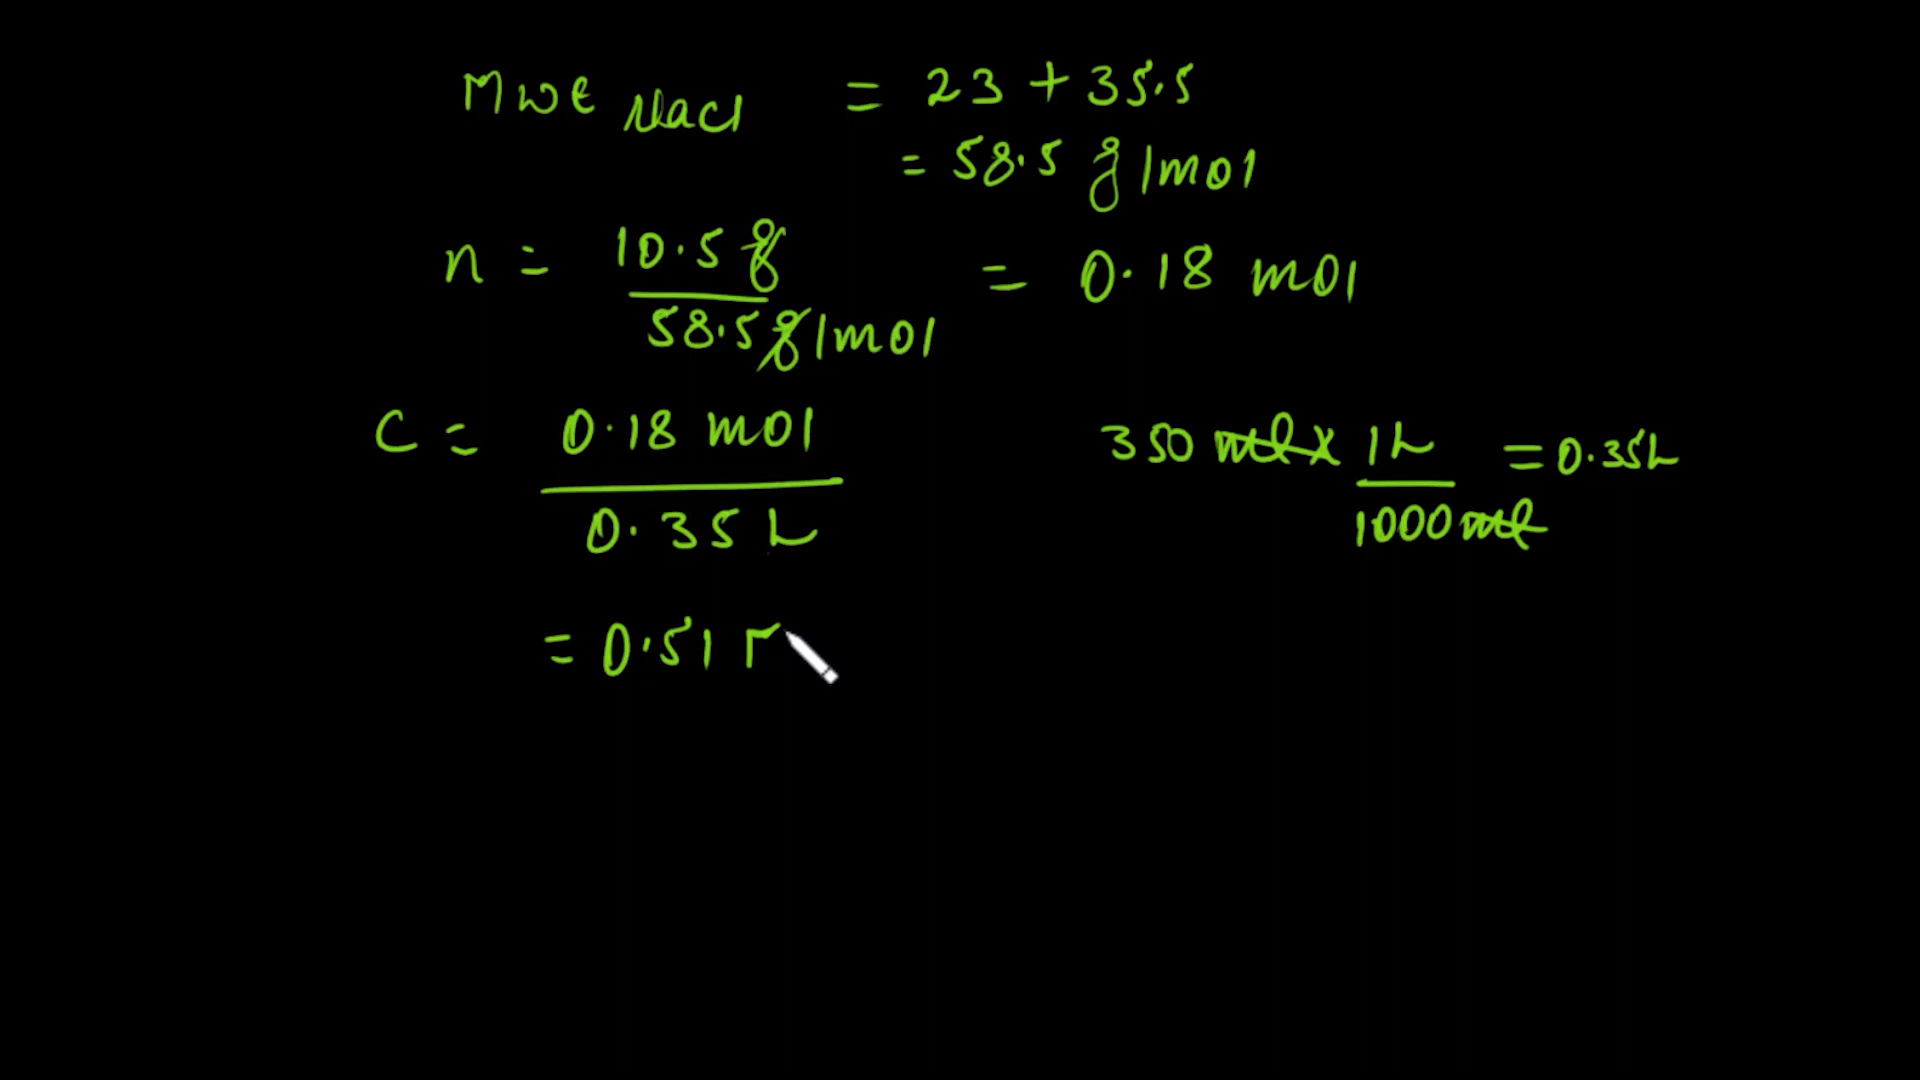 Mwt NaCl = 23 + 35.5
= 58.5 g/mol
n = 10.5 g / 58.5 g/mol = 0.18 mol
C = 0.18 mol / 0.35 L
350 ml x 1L / 1000 ml = 0.35L
= 0.51